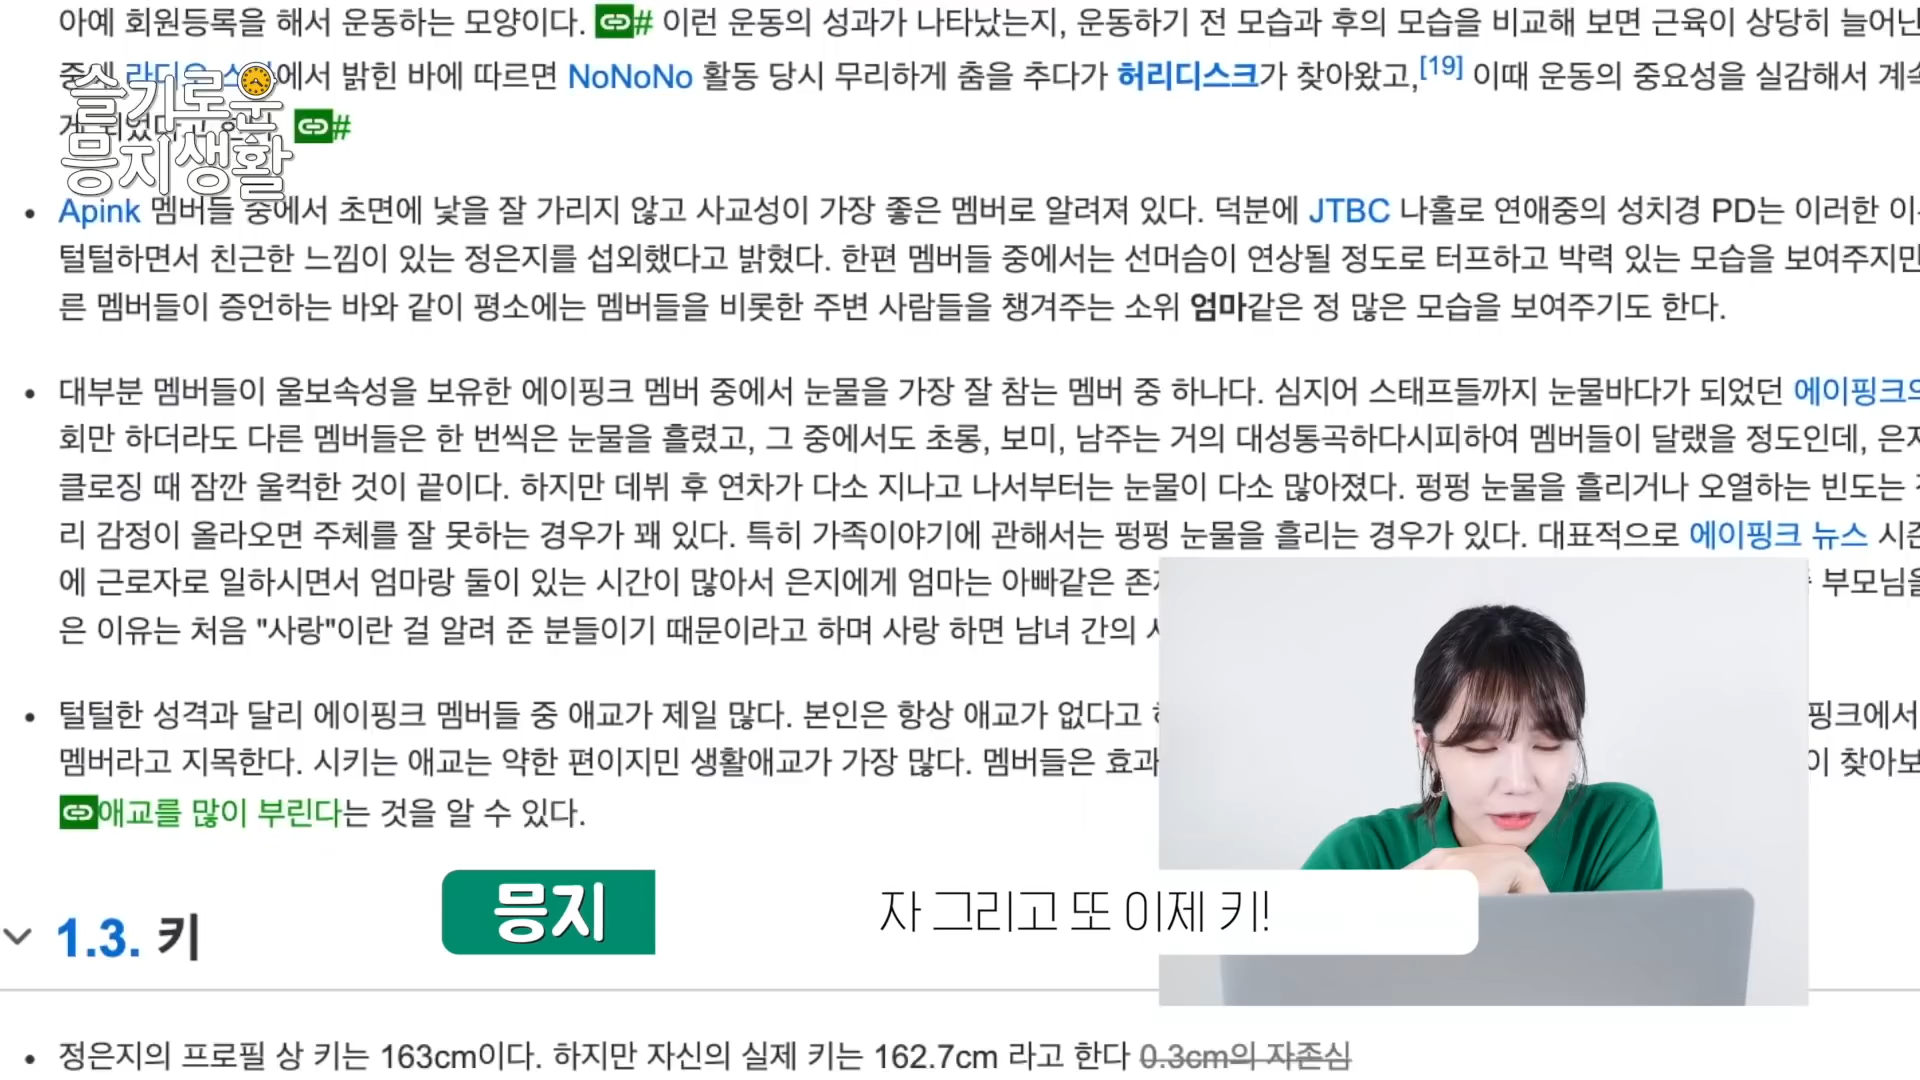 아예 회원등록을 해서 운동하는 모양이다. # 이런 운동의 성과가 나타났는지, 운동하기 전 모습과 후의 모습을 비교해 보면 근육이 상당히 늘어난
중에 라디오 스타에서 밝힌 바에 따르면 NoNoNo 활동 당시 무리하게 춤을 추다가 허리디스크가 찾아왔고,[19] 이때 운동의 중요성을 실감해서 계속
게 되었다고 한다. #
슬기로운
믕지생활
• Apink 멤버들 중에서 초면에 낯을 잘 가리지 않고 사교성이 가장 좋은 멤버로 알려져 있다. 덕분에 JTBC 나홀로 연애중의 성치경 PD는 이러한
털털하면서 친근한 느낌이 있는 정은지를 섭외했다고 밝혔다. 한편 멤버들 중에서는 선머슴이 연상될 정도로 터프하고 박력 있는 모습을 보여주지만
른 멤버들이 증언하는 바와 같이 평소에는 멤버들을 비롯한 주변 사람들을 챙겨주는 소위 엄마같은 정 많은 모습을 보여주기도 한다.
• 대부분 멤버들이 울보속성을 보유한 에이핑크 멤버 중에서 눈물을 가장 잘 참는 멤버 중 하나다. 심지어 스태프들까지 눈물바다가 되었던 에이핑크의
회만 하더라도 다른 멤버들은 한 번씩은 눈물을 흘렸고, 그 중에서도 초롱, 보미, 남주는 거의 대성통곡하다시피하여 멤버들이 달랬을 정도인데,
클로징 때 잠깐 울컥한 것이 끝이다. 하지만 데뷔 후 연차가 다소 지나고 나서부터는 눈물이 다소 많아졌다. 펑펑 눈물을 흘리거나 오열하는 빈도는
리 감정이 올라오면 주체를 잘 못하는 경우가 꽤 있다. 특히 가족이야기에 관해서는 펑펑 눈물을 흘리는 경우가 있다. 대표적으로 에이핑크 뉴스 시즌
에 근로자로 일하시면서 엄마랑 둘이 있는 시간이 많아서 은지에게 엄마는 아빠같은 부모님을
은 이유는 처음 "사랑"이란 걸 알려 준 분들이기 때문이라고 하며 사랑 하면 남녀 간의
• 털털한 성격과 달리 에이핑크 멤버들 중 애교가 제일 많다. 본인은 항상 애교가 없다고 핑크에서
멤버라고 지목한다. 시키는 애교는 약한 편이지민 생활애교가 가장 많다. 멤버들은 효과 이 찾아보
애교를 많이 부린다는 것을 알 수 있다.
믕지
자 그리고 또 이제 키!
1.3. 키
• 정은지의 프로필 상 키는 163cm이다. 하지만 자신의 실제 키는 162.7cm 라고 한다 0.3cm의 자존심